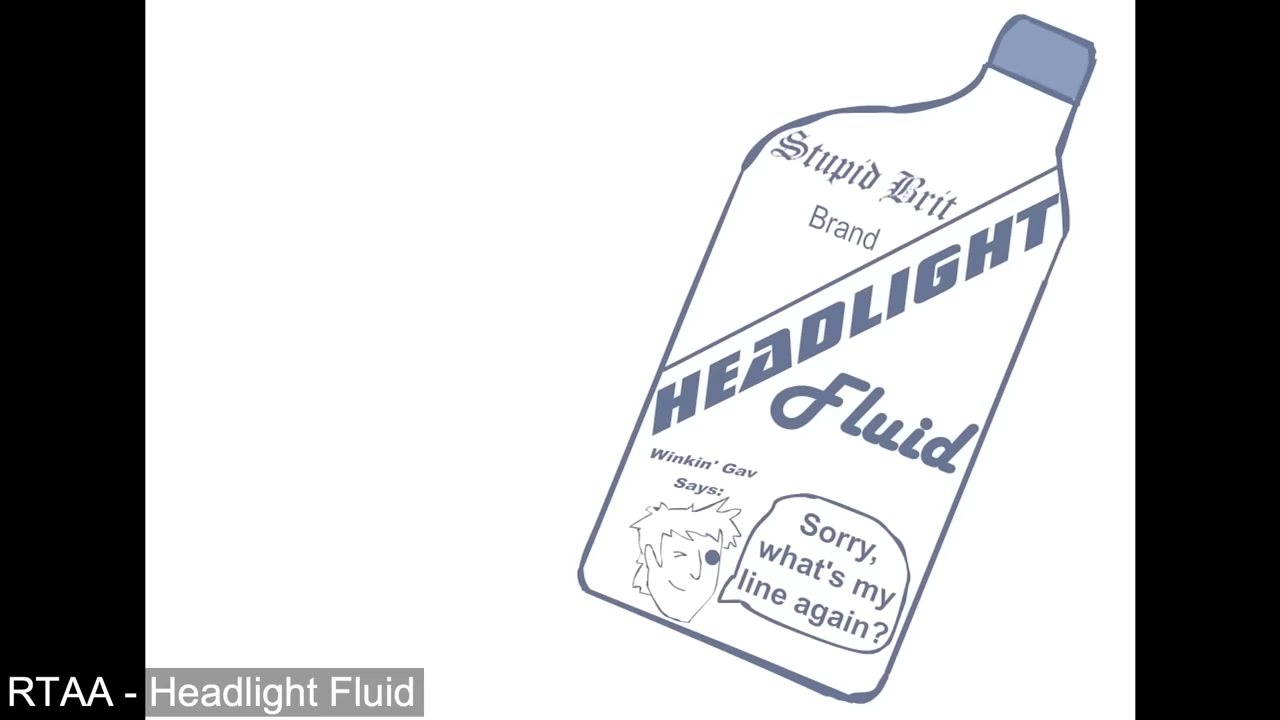 Stupid Brit
Brand
HEADLIGHT
Fluid
Winkin' Gav
Says:
Sorry,
what's my
line again?
RTAA - Headlight Fluid